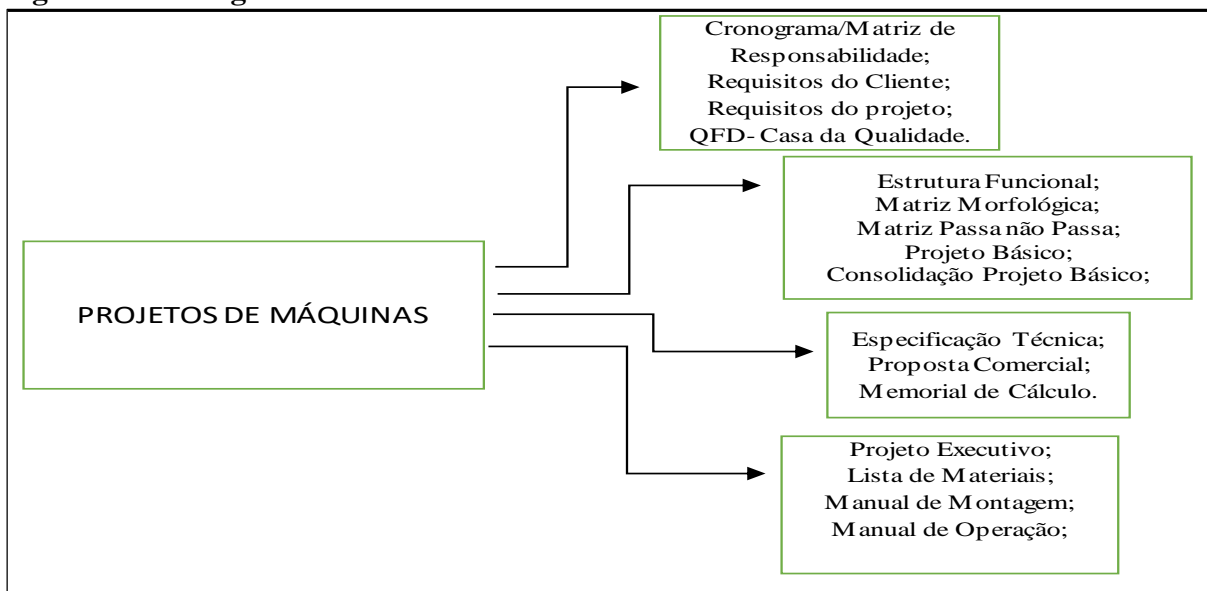 PROJETOS DE MÁQUINAS
Cronograma/Matriz de
Responsabilidade;
Requisitos do Cliente;
Requisitos do projeto;
QFD- Casa da Qualidade.
Estrutura Funcional;
Matriz Morfológica;
Matriz Passa não Passa;
Projeto Básico;
Consolidação Projeto Básico;
Especificação Técnica;
Proposta Comercial;
Memorial de Cálculo.
Projeto Executivo;
Lista de Materiais;
Manual de Montagem;
Manual de Operação;